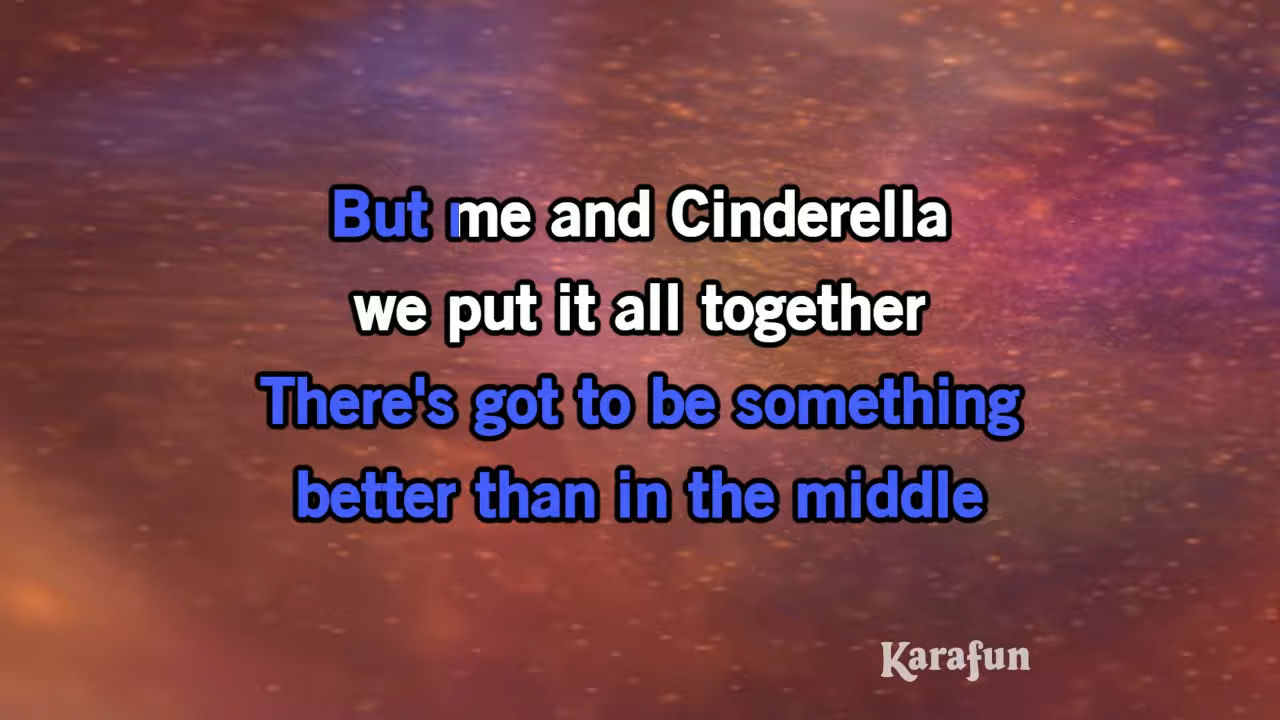 But me and Cinderella
we put it all together
There's got to be something
better than in the middle
Karafun